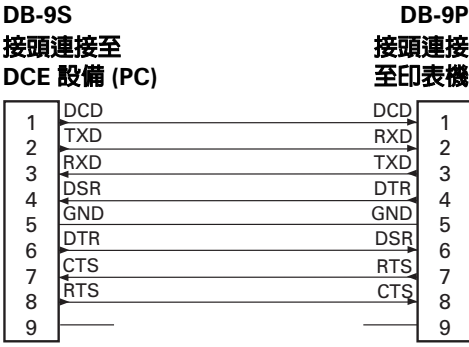 DB-9S DB-9P
接頭連接至 接頭連接
DCE 設備 (PC) 至印表機
1 DCD DCD 1
2 TXD RXD 2
3 RXD TXD 3
4 DSR DTR 4
5 GND GND 5
6 DTR DSR 6
7 CTS RTS 7
8 RTS CTS 8
9 9